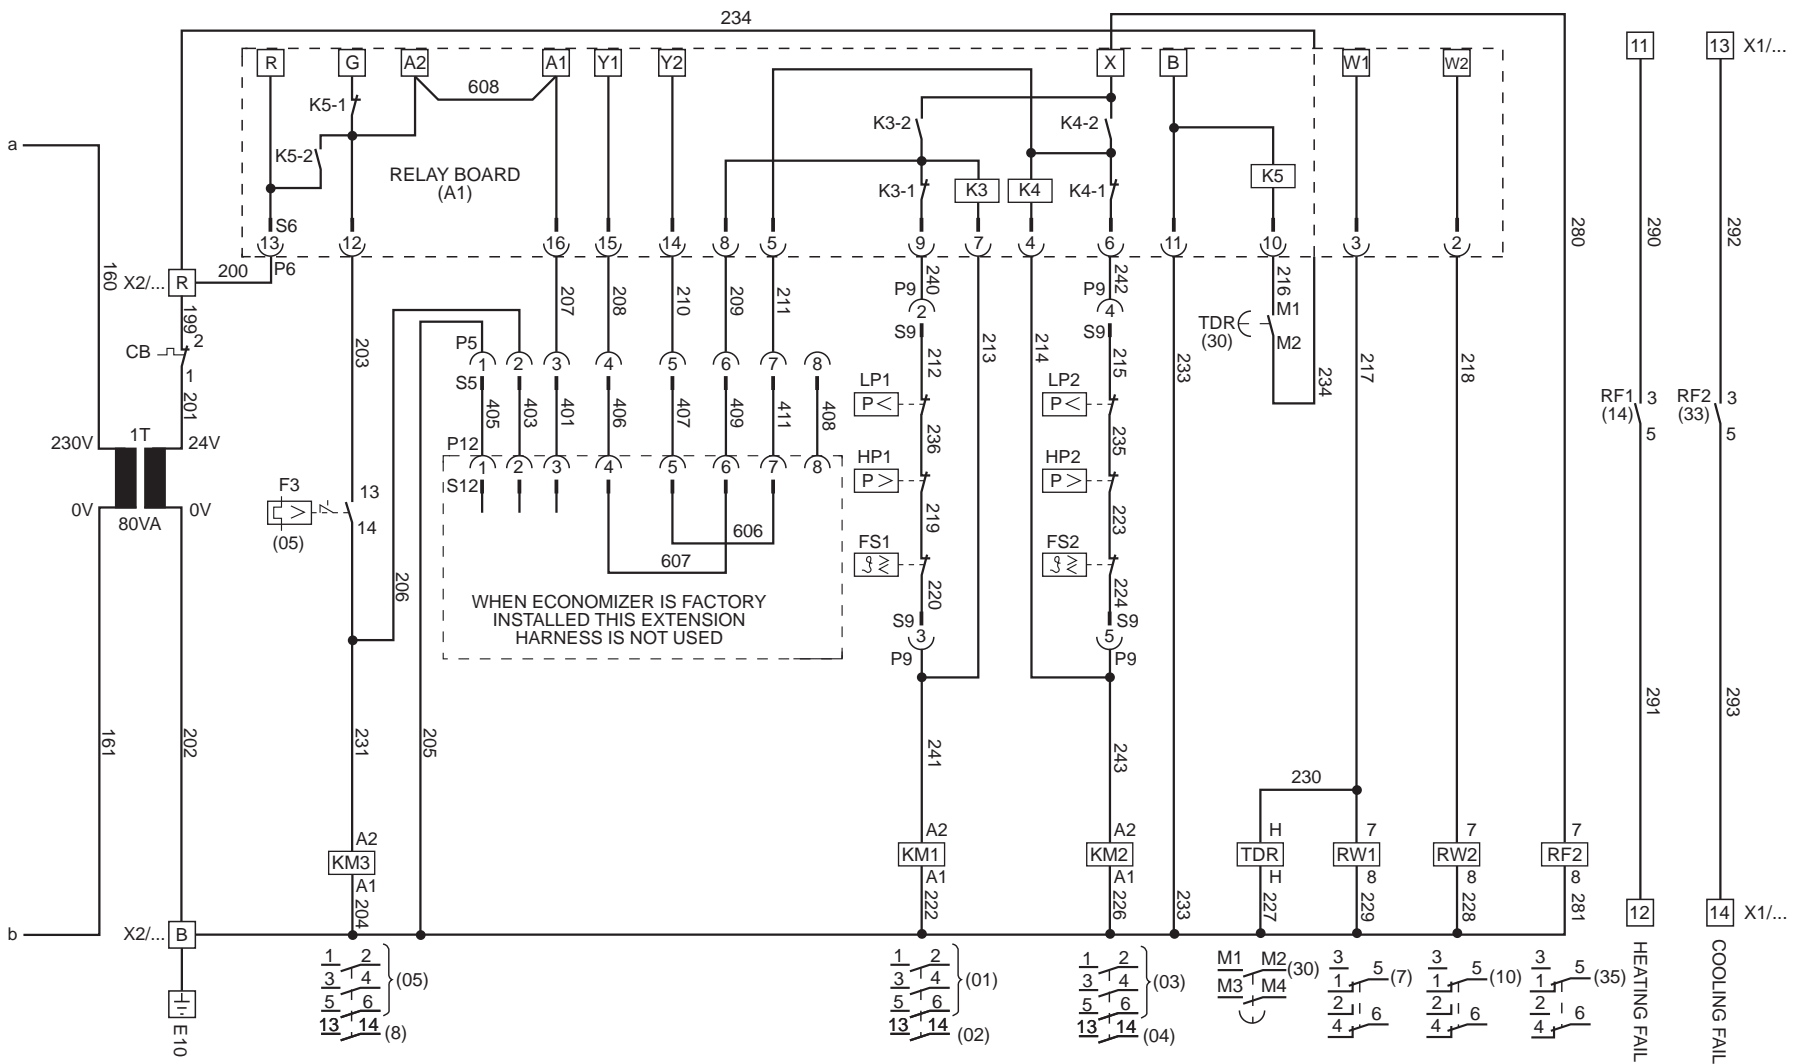 234
11
13 X1/...
R G A2 A1 Y1 Y2 X B W1 W2
608
K5-1
K3-2 K4-2
a
K5-2
RELAY BOARD
(A1)
K3-1 K3 K4 K4-1 K5
S6
13 12 16 15 14 8 5 9 7 4 6 11 10 3 2
P6
200
X2/... R
160
199
2
CB
1
201
203
207 208 210 209 211
240
P9
2
S9
212
213
214
242
P9
4
S9
215
233
216 M1
TDR
(30)
M2
234
217
218
280
290
292
P5
1 2 3 4 5 6 7 8
S5
405 403 401 406 407 409 411 408
LP1
P<
LP2
P<
RF1 3
(14)
5
RF2 3
(33)
5
230V 1T 24V
0V 0V
80VA
P12
1 2 3 4 5 6 7 8
S12
236
HP1
P>
235
HP2
P>
F3
>
(05)
13
14
219
223
606
607
FS1
FS2
206
220
224
WHEN ECONOMIZER IS FACTORY
INSTALLED THIS EXTENSION
HARNESS IS NOT USED
S9
3
P9
S9
5
P9
161
202
231
205
241
243
291
293
230
A2
KM3
A1
204
A2
KM1
A1
222
A2
KM2
A1
226
233
H
TDR
H
227
7
RW1
8
229
7
RW2
8
228
7
RF2
8
281
12
14 X1/...
b
X2/... B
E10
1 2
3 4
5 6
(05)
13 14 (8)
1 2
3 4
5 6
(01)
13 14 (02)
1 2
3 4
5 6
(03)
13 14 (04)
M1 M2 (30)
M3 M4
3
1 5 (7)
2
4 6
3
1 5 (10)
2
4 6
3
1 5 (35)
2
4 6
HEATING FAIL
COOLING FAIL